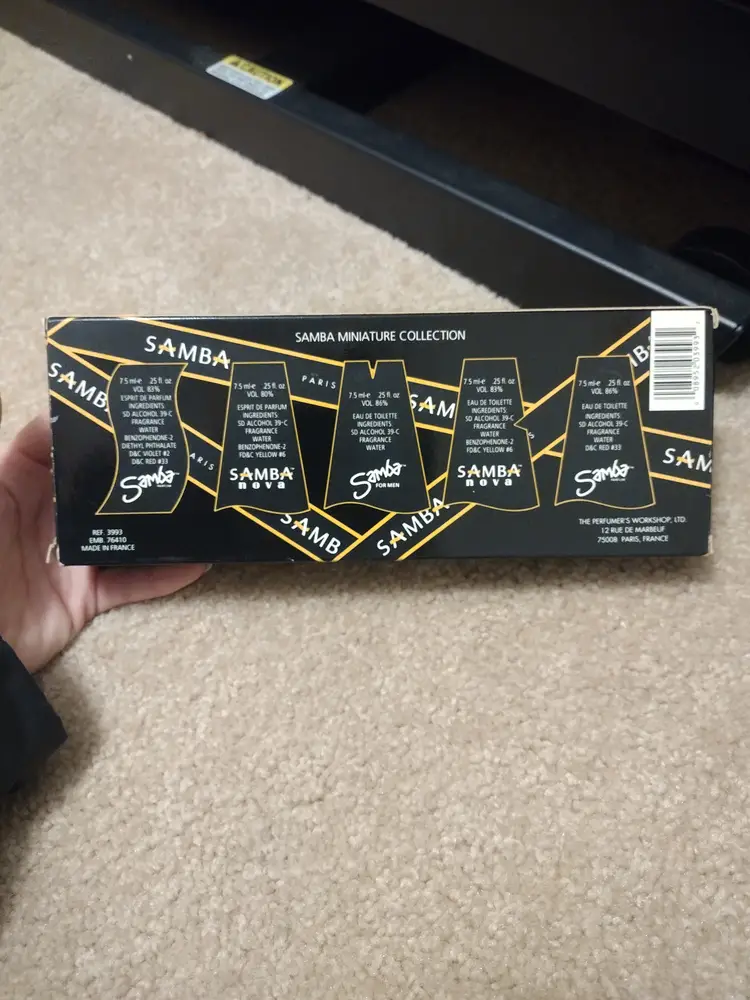 CAUTION
SAMBA MINIATURE COLLECTION
SAMBA
SAMB
PARIS
SAM
SAM
ARIS
SAMB
SAMBA
7.5 ml-e .25 fl. oz
VOL 83%
ESPRIT DE PARFUM
INGREDIENTS
SD ALCOHOL 39-C
FRAGRANCE
WATER
BENZOPHENONE-2
DIETHYL PHTHALATE
D&C VIOLET #2
D&C RED #33
Samba
7.5 ml-e .25 fl. oz
VOL 80%
ESPRIT DE PARFUM
INGREDIENTS
SD ALCOHOL 39-C
FRAGRANCE
WATER
BENZOPHENONE-2
FD&C YELLOW #6
SAMBA
nova
7.5 ml-e .25 fl. oz
VOL 86%
EAU DE TOILETTE
INGREDIENTS
SD ALCOHOL 39-C
FRAGRANCE
WATER
Samba
FOR MEN
7.5 ml-e .25 fl. oz
VOL 83%
EAU DE TOILETTE
INGREDIENTS
SD ALCOHOL 39-C
FRAGRANCE
WATER
BENZOPHENONE-2
FD&C YELLOW #6
SAMBA
nova
7.5 ml-e .25 fl. oz
VOL 86%
EAU DE TOILETTE
INGREDIENTS
SD ALCOHOL 39-C
FRAGRANCE
WATER
D&C RED #33
Samba
REF. 3993
EMB. 76410
MADE IN FRANCE
THE PERFUMER'S WORKSHOP, LTD.
12 RUE DE MARBEUF
75008 PARIS, FRANCE